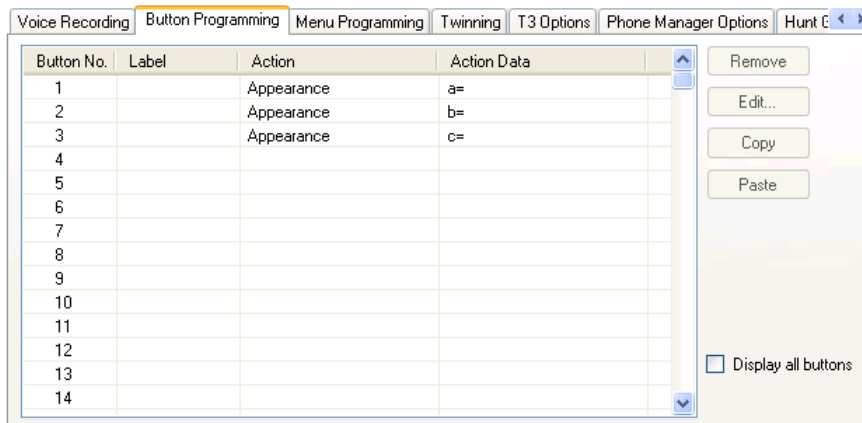 Voice Recording Button Programming Menu Programming Twinning T3 Options Phone Manager Options Hunt G
Button No. Label Action Action Data
Remove
1 Appearance a=
Edit...
2 Appearance b=
3 Appearance c=
Copy
4
5
Paste
6
7
8
9
10
11
12
Display all buttons
13
14